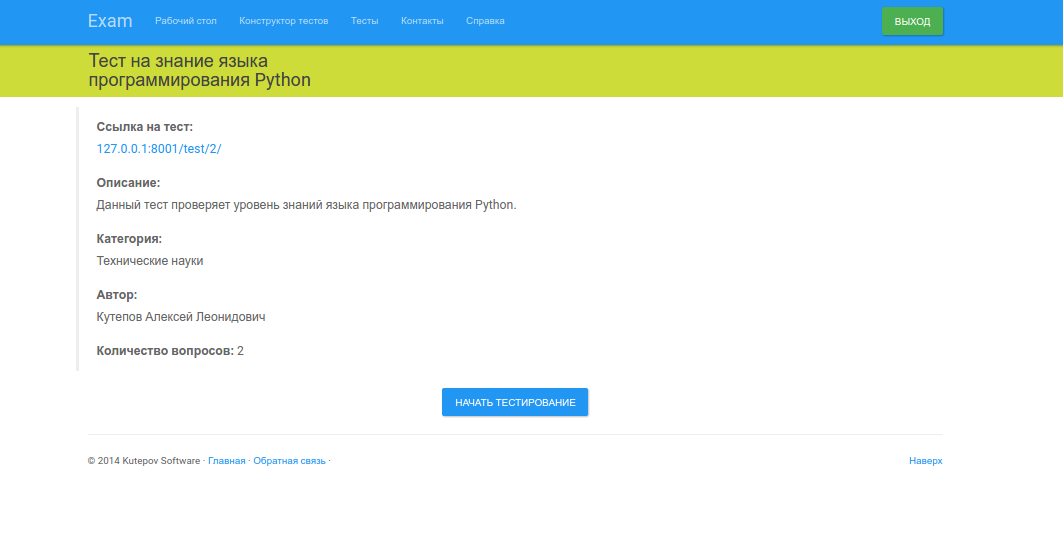 Exam Рабочий стол Конструктор тестов Тесты Контакты Справка ВЫХОД
Тест на знание языка
программирования Python
Ссылка на тест:
127.0.0.1:8001/test/2/
Описание:
Данный тест проверяет уровень знаний языка программирования Python.
Категория:
Технические науки
Автор:
Кутепов Алексей Леонидович
Количество вопросов: 2
НАЧАТЬ ТЕСТИРОВАНИЕ
© 2014 Kutepov Software · Главная · Обратная связь · Наверх